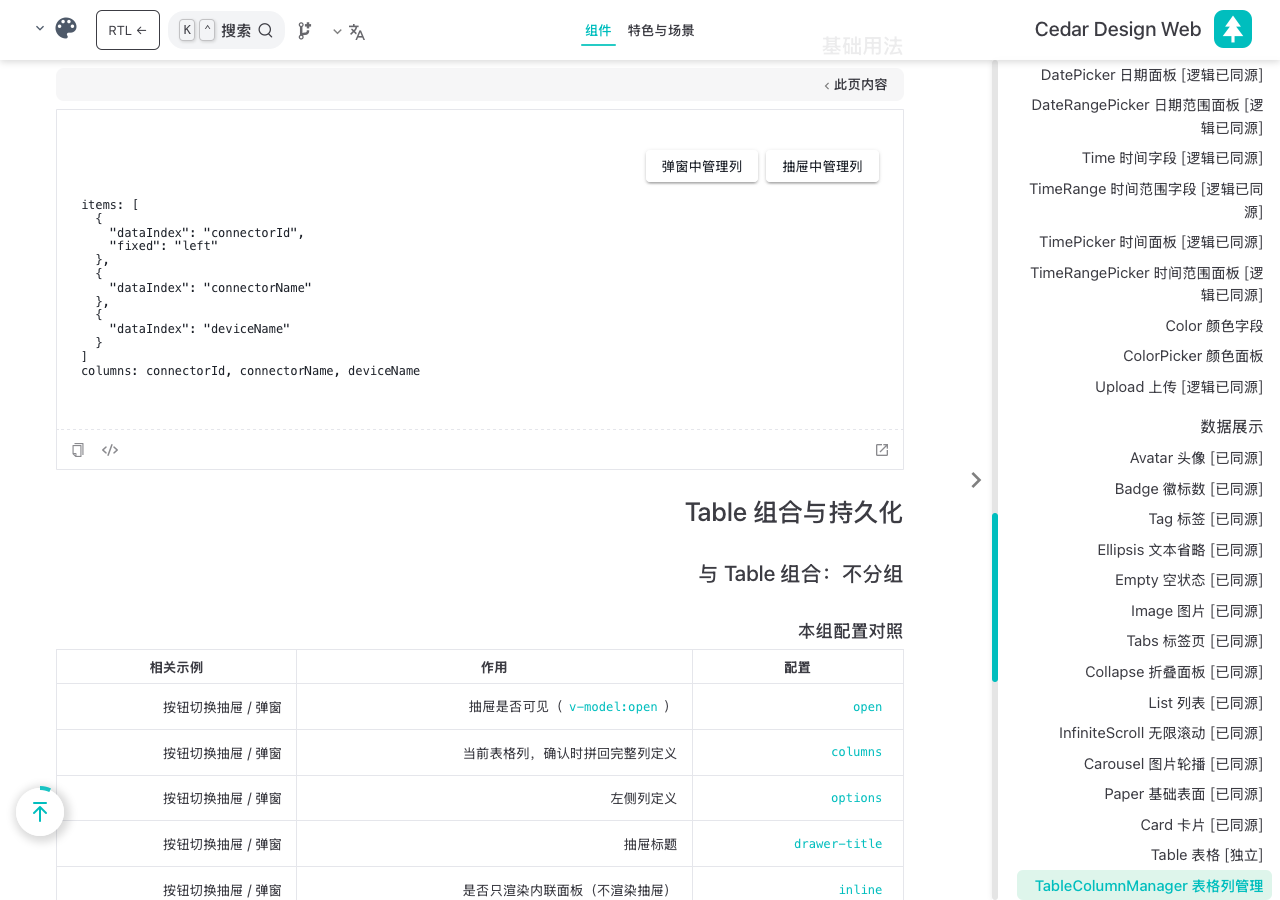 Cedar Design Web
组件
特色与场景
RTL ←
K ^ 搜索
基础用法
此页内容
弹窗中管理列
抽屉中管理列
items: [
  {
    "dataIndex": "connectorId",
    "fixed": "left"
  },
  {
    "dataIndex": "connectorName"
  },
  {
    "dataIndex": "deviceName"
  }
]
columns: connectorId, connectorName, deviceName
Table 组合与持久化
与 Table 组合：不分组
本组配置对照
配置 作用 相关示例
open 抽屉是否可见（ v-model:open ） 按钮切换抽屉 / 弹窗
columns 当前表格列，确认时拼回完整列定义 按钮切换抽屉 / 弹窗
options 左侧列定义 按钮切换抽屉 / 弹窗
drawer-title 抽屉标题 按钮切换抽屉 / 弹窗
inline 是否只渲染内联面板（不渲染抽屉） 按钮切换抽屉 / 弹窗
DatePicker 日期面板 [逻辑已同源]
DateRangePicker 日期范围面板 [逻
辑已同源]
Time 时间字段 [逻辑已同源]
TimeRange 时间范围字段 [逻辑已同
源]
TimePicker 时间面板 [逻辑已同源]
TimeRangePicker 时间范围面板 [逻
辑已同源]
Color 颜色字段
ColorPicker 颜色面板
Upload 上传 [逻辑已同源]
数据展示
Avatar 头像 [已同源]
Badge 徽标数 [已同源]
Tag 标签 [已同源]
Ellipsis 文本省略 [已同源]
Empty 空状态 [已同源]
Image 图片 [已同源]
Tabs 标签页 [已同源]
Collapse 折叠面板 [已同源]
List 列表 [已同源]
InfiniteScroll 无限滚动 [已同源]
Carousel 图片轮播 [已同源]
Paper 基础表面 [已同源]
Card 卡片 [已同源]
Table 表格 [独立]
TableColumnManager 表格列管理